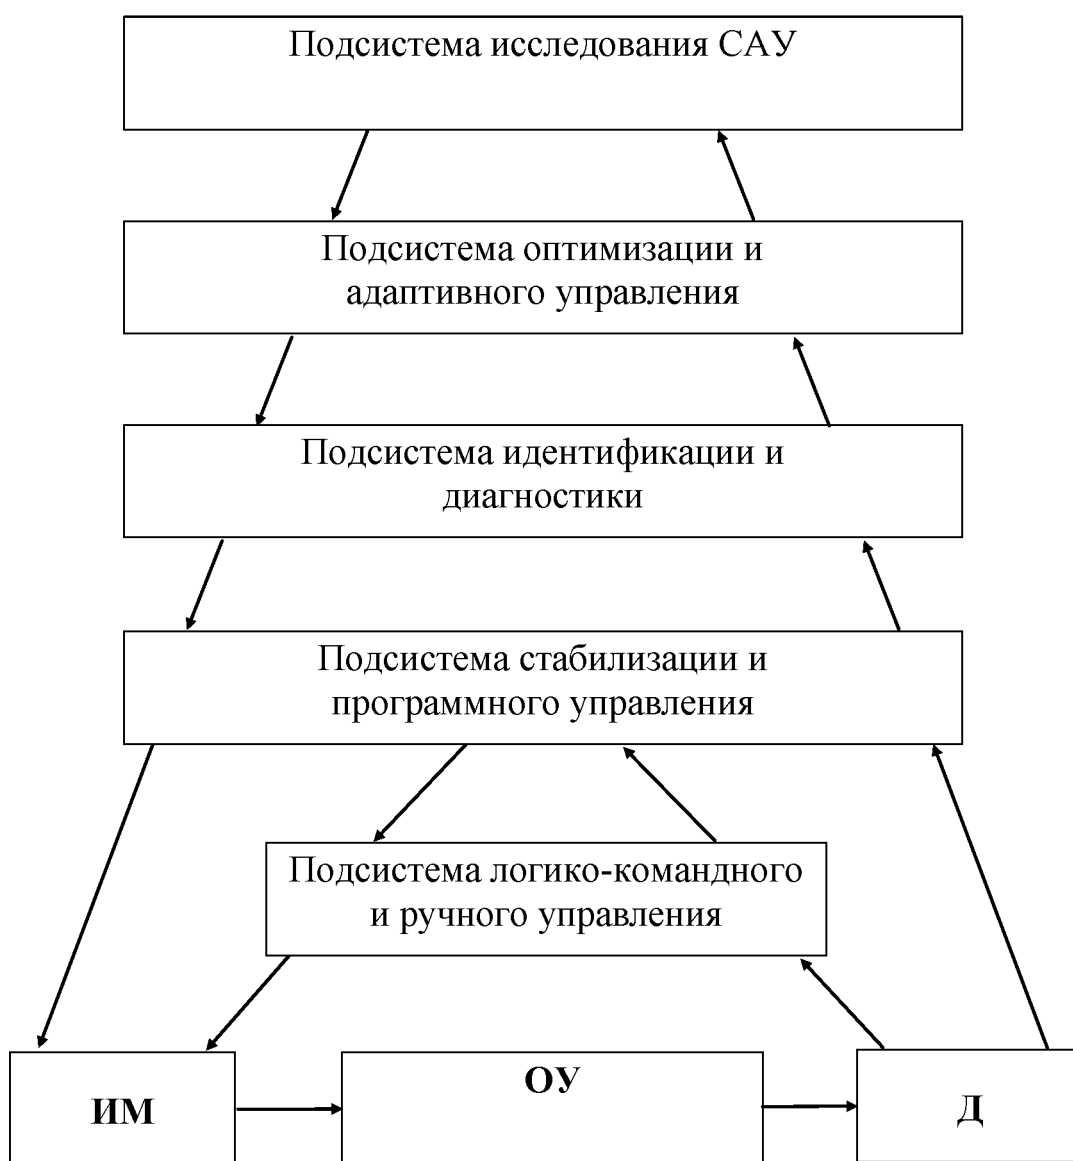 Подсистема исследования САУ
Подсистема оптимизации и
адаптивного управления
Подсистема идентификации и
диагностики
Подсистема стабилизации и
программного управления
Подсистема логико-командного
и ручного управления
ИМ
ОУ
Д